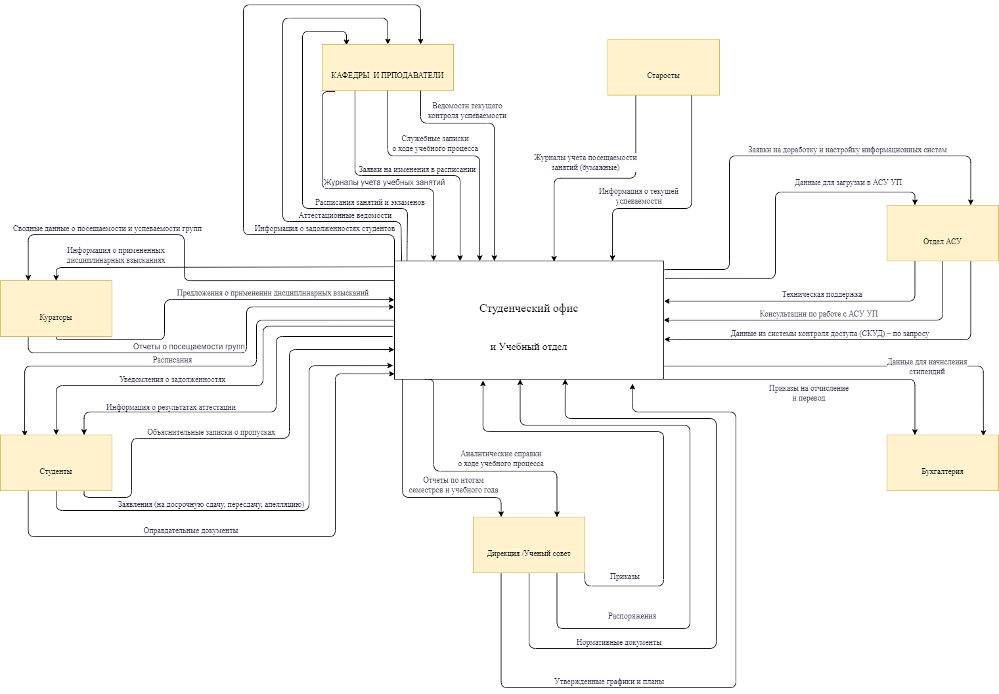 КАФЕДРЫ И ПРПОДАВАТЕЛИ
Старосты
Ведомости текущего
контроля успеваемости
Служебные записки
о ходе учебного процесса
Заявки на изменения в расписании
Журналы учета учебных занятий
Расписания занятий и экзаменов
Аттестационные ведомости
Информация о задолженностях студентов
Журналы учета посещаемости
занятий (бумажные)
Информация о текущей
успеваемости
Заявки на доработку и настройку информационных систем
Данные для загрузки в АСУ УП
Отдел АСУ
Сводные данные о посещаемости и успеваемости групп
Информация о примененных
дисциплинарных взысканиях
Предложения о применении дисциплинарных взысканий
Кураторы
Отчеты о посещаемости групп
Студенческий офис
и Учебный отдел
Техническая поддержка
Консультации по работе с АСУ УП
Данные из системы контроля доступа (СКУД) – по запросу
Расписания
Уведомления о задолженностях
Информация о результатах аттестации
Объяснительные записки о пропусках
Студенты
Заявления (на досрочную сдачу, пересдачу, апелляцию)
Оправдательные документы
Данные для начисления
стипендий
Приказы на отчисление
и перевод
Бухгалтерия
Аналитические справки
о ходе учебного процесса
Отчеты по итогам
семестров и учебного года
Дирекция /Ученый совет
Приказы
Распоряжения
Нормативные документы
Утвержденные графики и планы